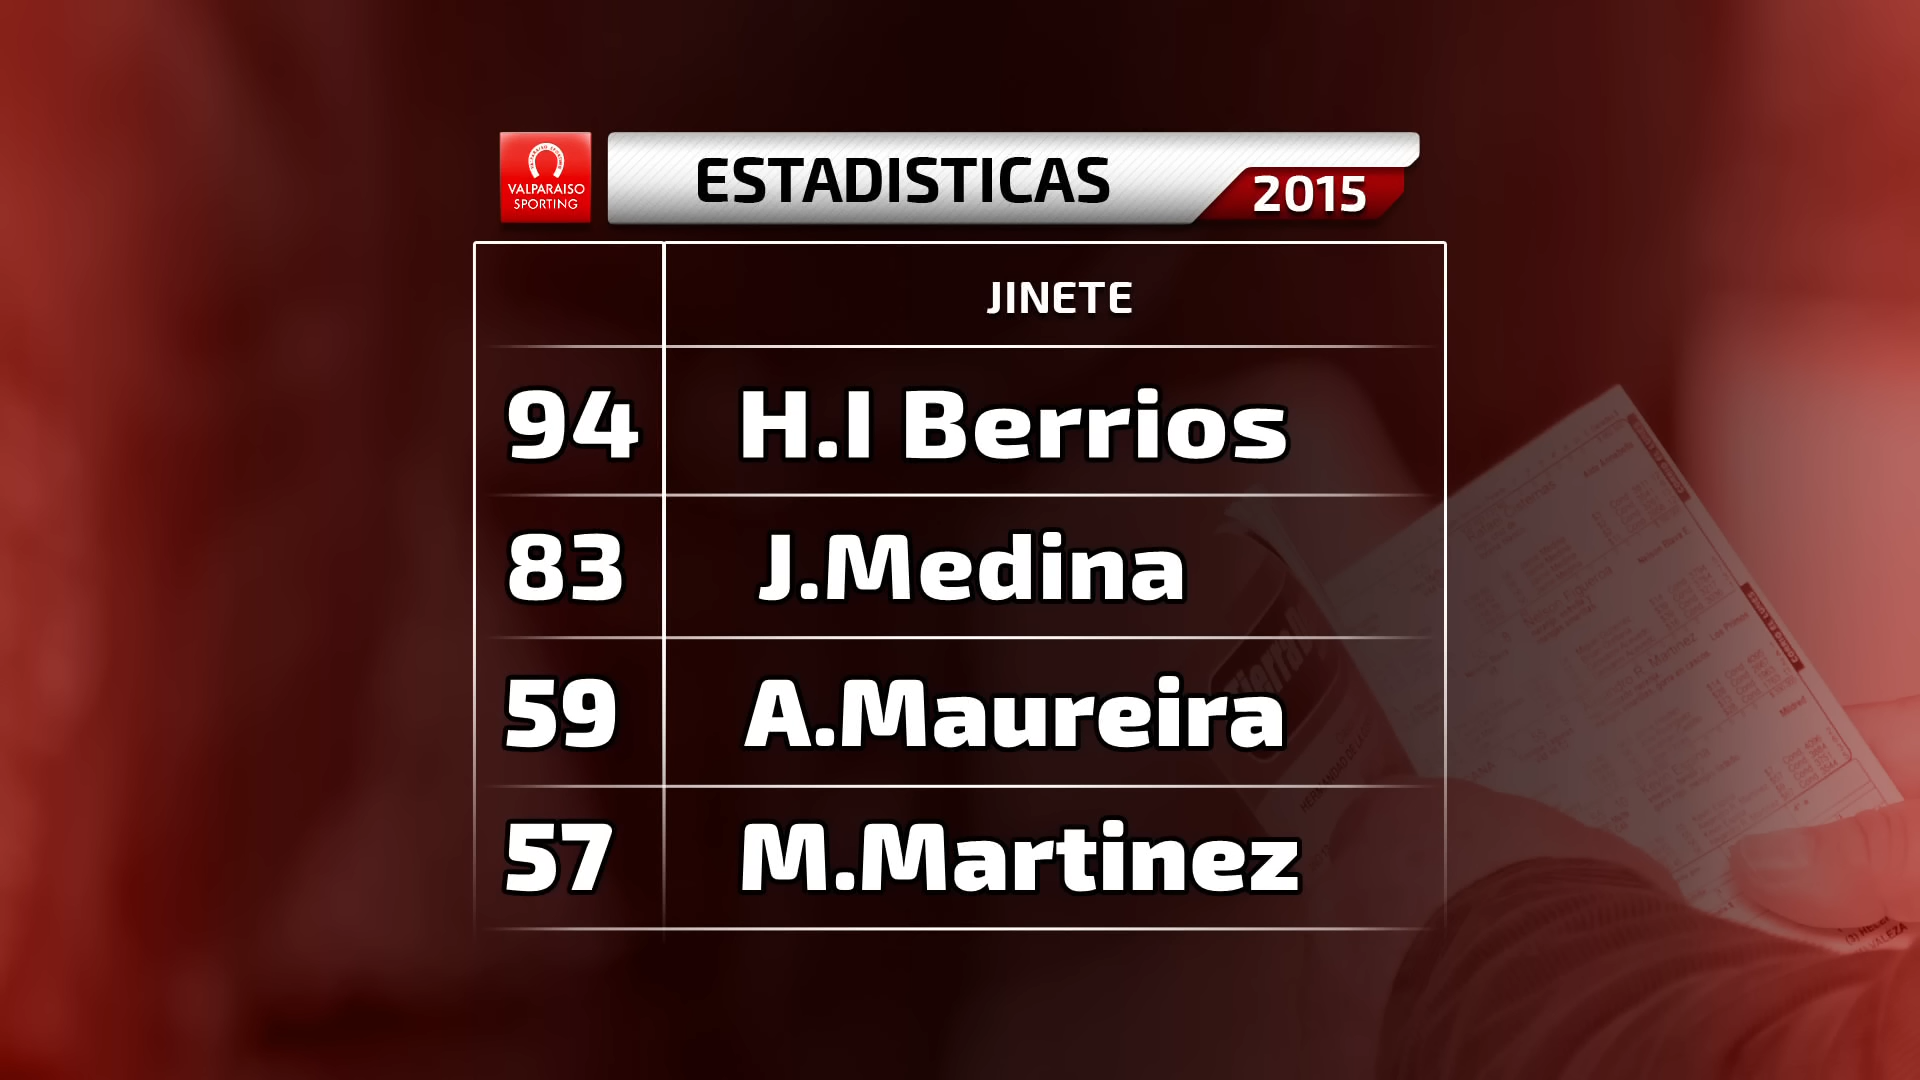 VALPARAISO
SPORTING
ESTADISTICAS
2015
JINETE
94 H.I Berrios
83 J.Medina
59 A.Maureira
57 M.Martinez